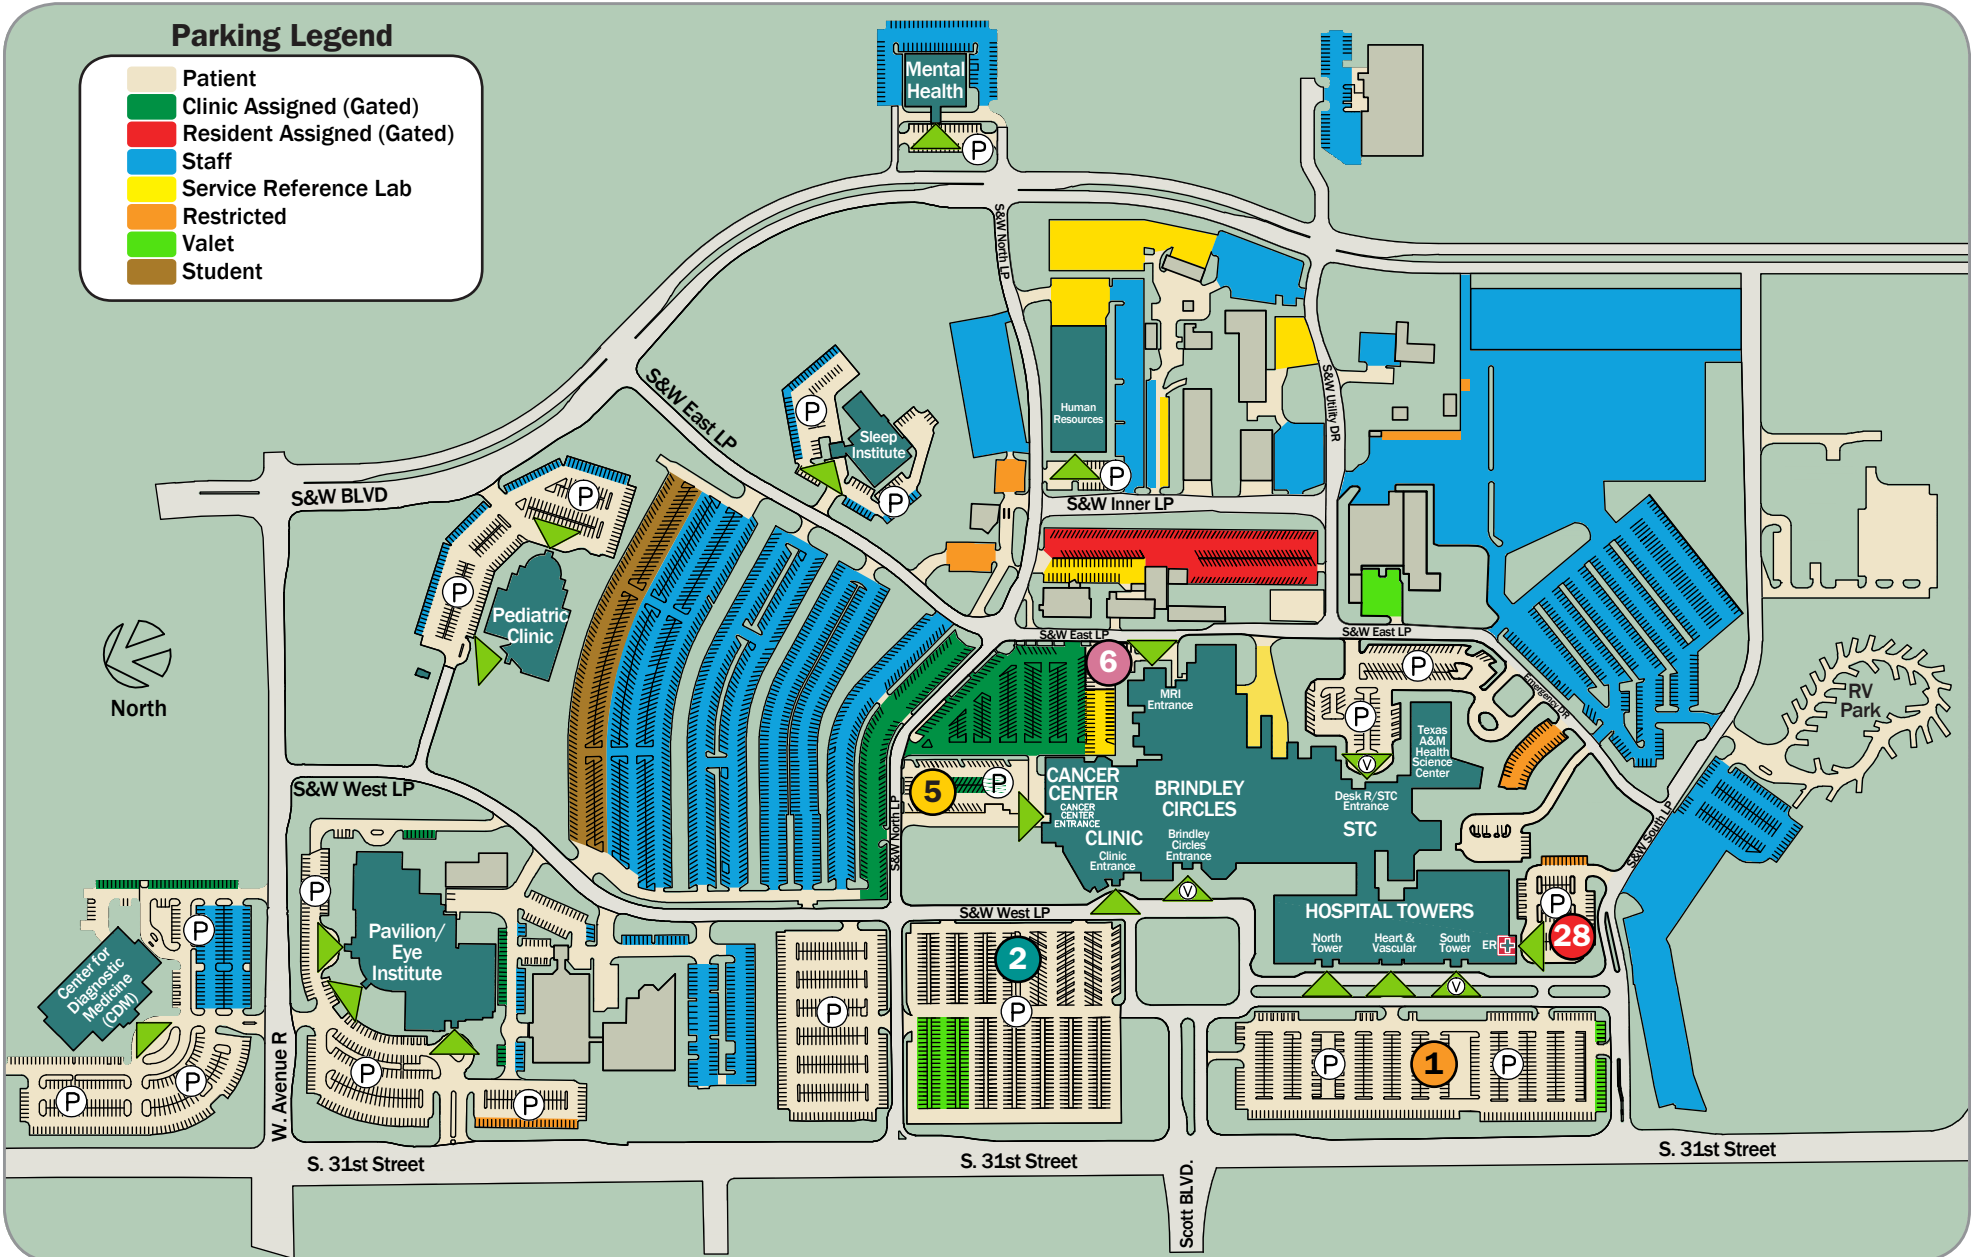 Parking Legend
Patient
Clinic Assigned (Gated)
Resident Assigned (Gated)
Staff
Service Reference Lab
Restricted
Valet
Student
Mental
Health
P
S&W North LP
S&W Utility DR
Human
Resources
P
S&W Inner LP
S&W East LP
P
Sleep
Institute
P
S&W BLVD
P
P
Pediatric
Clinic
North
S&W East LP
S&W East LP
6
MRI
Entrance
P
P
Emergency DR
Texas
A&M
Health
Science
Center
V
RV
Park
S&W West LP
S&W North LP
5
P
CANCER
CENTER
CANCER
CENTER
ENTRANCE
CLINIC
Clinic
Entrance
BRINDLEY
CIRCLES
Brindley
Circles
Entrance
V
Desk R/STC
Entrance
STC
S&W South LP
P
Pavilion/
Eye
Institute
P
Center for
Diagnostic
Medicine
(CDM)
S&W West LP
HOSPITAL TOWERS
North
Tower
Heart &
Vascular
South
Tower
ER
P
28
V
2
P
P
P
1
P
P
P
P
P
W. Avenue R
S. 31st Street
S. 31st Street
S. 31st Street
Scott BLVD.